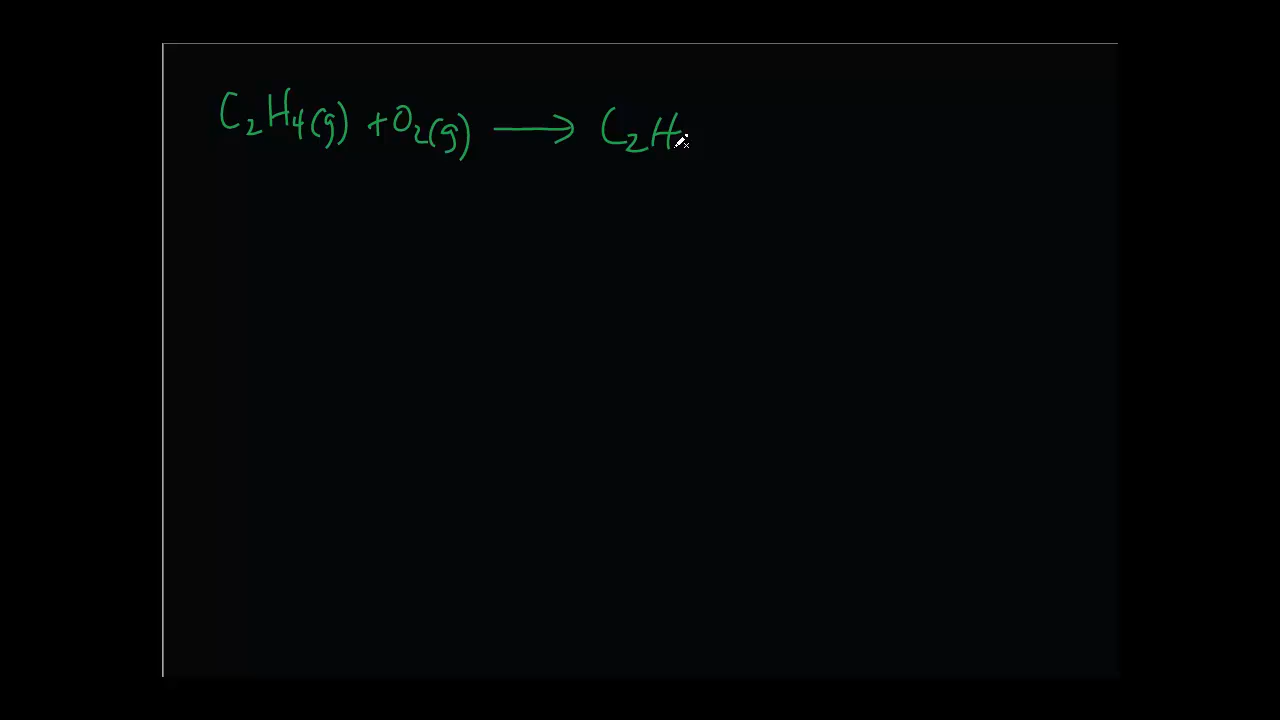 C₂H₄(g) + O₂(g) ⟶ C₂H